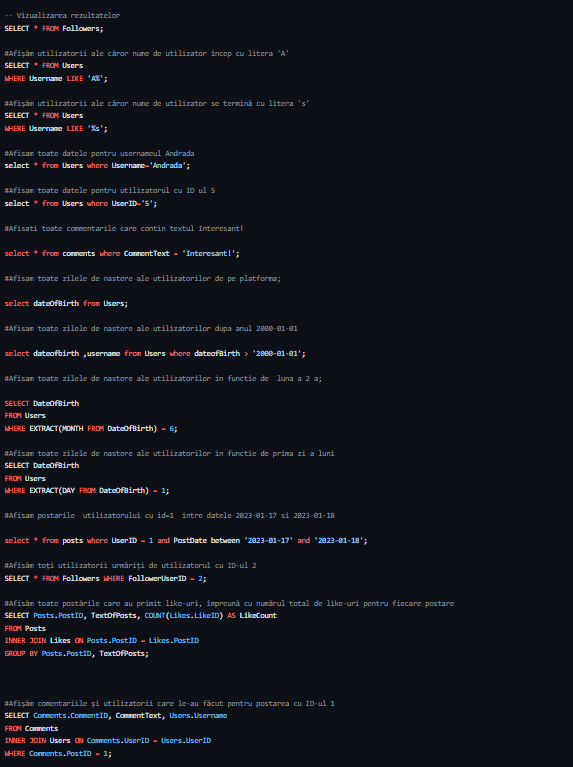 -- Vizualizarea rezultatelor
SELECT * FROM Followers;
#Afișăm utilizatorii ale căror nume de utilizator încep cu litera 'A'
SELECT * FROM Users
WHERE Username LIKE 'A%';
#Afișăm utilizatorii ale căror nume de utilizator se termină cu litera 's'
SELECT * FROM Users
WHERE Username LIKE '%s';
#Afisam toate datele pentru usernameul Andrada
select * from Users where Username='Andrada';
#Afisam toate datele pentru utilizatorul cu ID ul 5
select * from Users where UserID='5';
#Afisati toate commentarile care contin textul Interesant!
select * from comments where CommentText = 'Interesant!';
#Afisam toate zilele de nastere ale utilizatorilor de pe platforma;
select dateOfBirth from Users;
#Afisam toate zilele de nastere ale utilizatorilor dupa anul 2000-01-01
select dateofbirth ,username from Users where dateofBirth > '2000-01-01';
#Afisam toate zilele de nastere ale utilizatorilor in functie de  luna a 2 a;
SELECT DateOfBirth
FROM Users
WHERE EXTRACT(MONTH FROM DateOfBirth) = 6;
#Afisam toate zilele de nastere ale utilizatorilor in functie de prima zi a luni
SELECT DateOfBirth
FROM Users
WHERE EXTRACT(DAY FROM DateOfBirth) = 1;
#Afisam postarile  utilizatorului cu id=1  intre datele 2023-01-17 si 2023-01-18
select * from posts where UserID = 1 and PostDate between '2023-01-17' and '2023-01-18';
#Afișăm toți utilizatorii urmăriți de utilizatorul cu ID-ul 2
SELECT * FROM Followers WHERE FollowerUserID = 2;
#Afișăm toate postările care au primit like-uri, împreună cu numărul total de like-uri pentru fiecare postare
SELECT Posts.PostID, TextOfPosts, COUNT(Likes.LikeID) AS LikeCount
FROM Posts
INNER JOIN Likes ON Posts.PostID = Likes.PostID
GROUP BY Posts.PostID, TextOfPosts;
#Afișăm comentariile și utilizatorii care le-au făcut pentru postarea cu ID-ul 1
SELECT Comments.CommentID, CommentText, Users.Username
FROM Comments
INNER JOIN Users ON Comments.UserID = Users.UserID
WHERE Comments.PostID = 1;